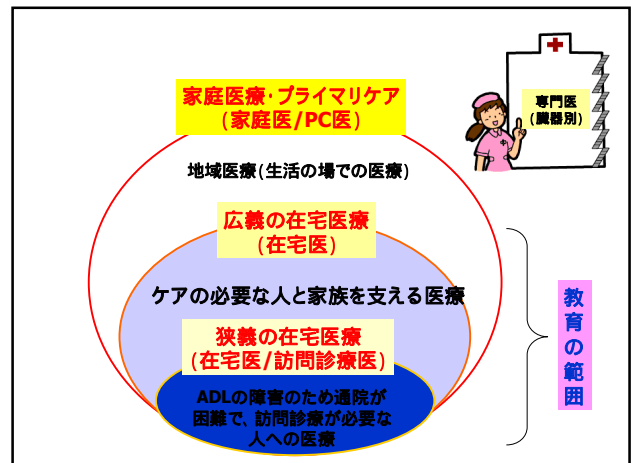 家庭医療・プライマリケア
(家庭医/PC医)
専門医
(臓器別)
地域医療(生活の場での医療)
広義の在宅医療
(在宅医)
ケアの必要な人と家族を支える医療
狭義の在宅医療
(在宅医/訪問診療医)
ADLの障害のため通院が
困難で、訪問診療が必要な
人への医療
教育の範囲